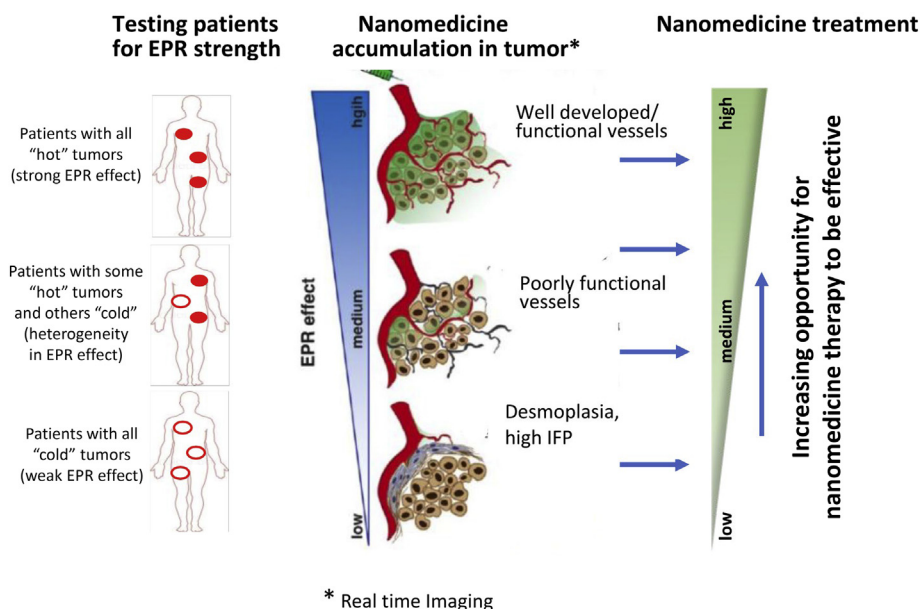 Testing patients
for EPR strength
Nanomedicine
accumulation in tumor*
Nanomedicine treatment
Patients with all
"hot" tumors
(strong EPR effect)
Patients with some
"hot" tumors
and others “cold”
(heterogeneity
in EPR effect)
Patients with all
“cold” tumors
(weak EPR effect)
EPR effect
hgih
medium
low
Well developed/
functional vessels
Poorly functional
vessels
Desmoplasia,
high IFP
high
medium
low
Increasing opportunity for
nanomedicine therapy to be effective
* Real time Imaging